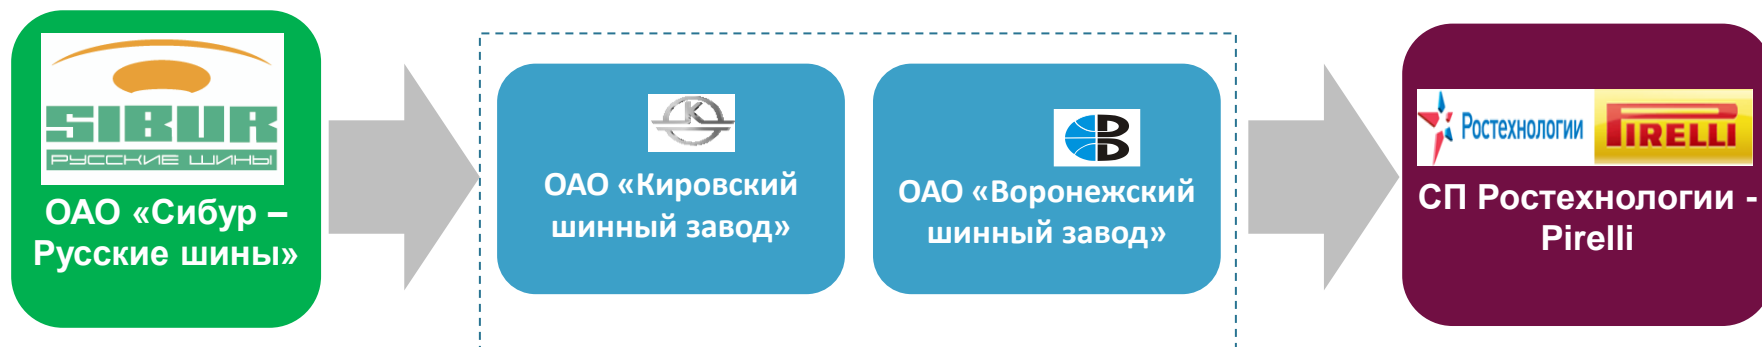 SIBUR
РУССКИЕ ШИНЫ
ОАО «Сибур –
Русские шины»
К
ОАО «Кировский
шинный завод»
В
ОАО «Воронежский
шинный завод»
Ростехнологии
PIRELLI
СП Ростехнологии -
Pirelli